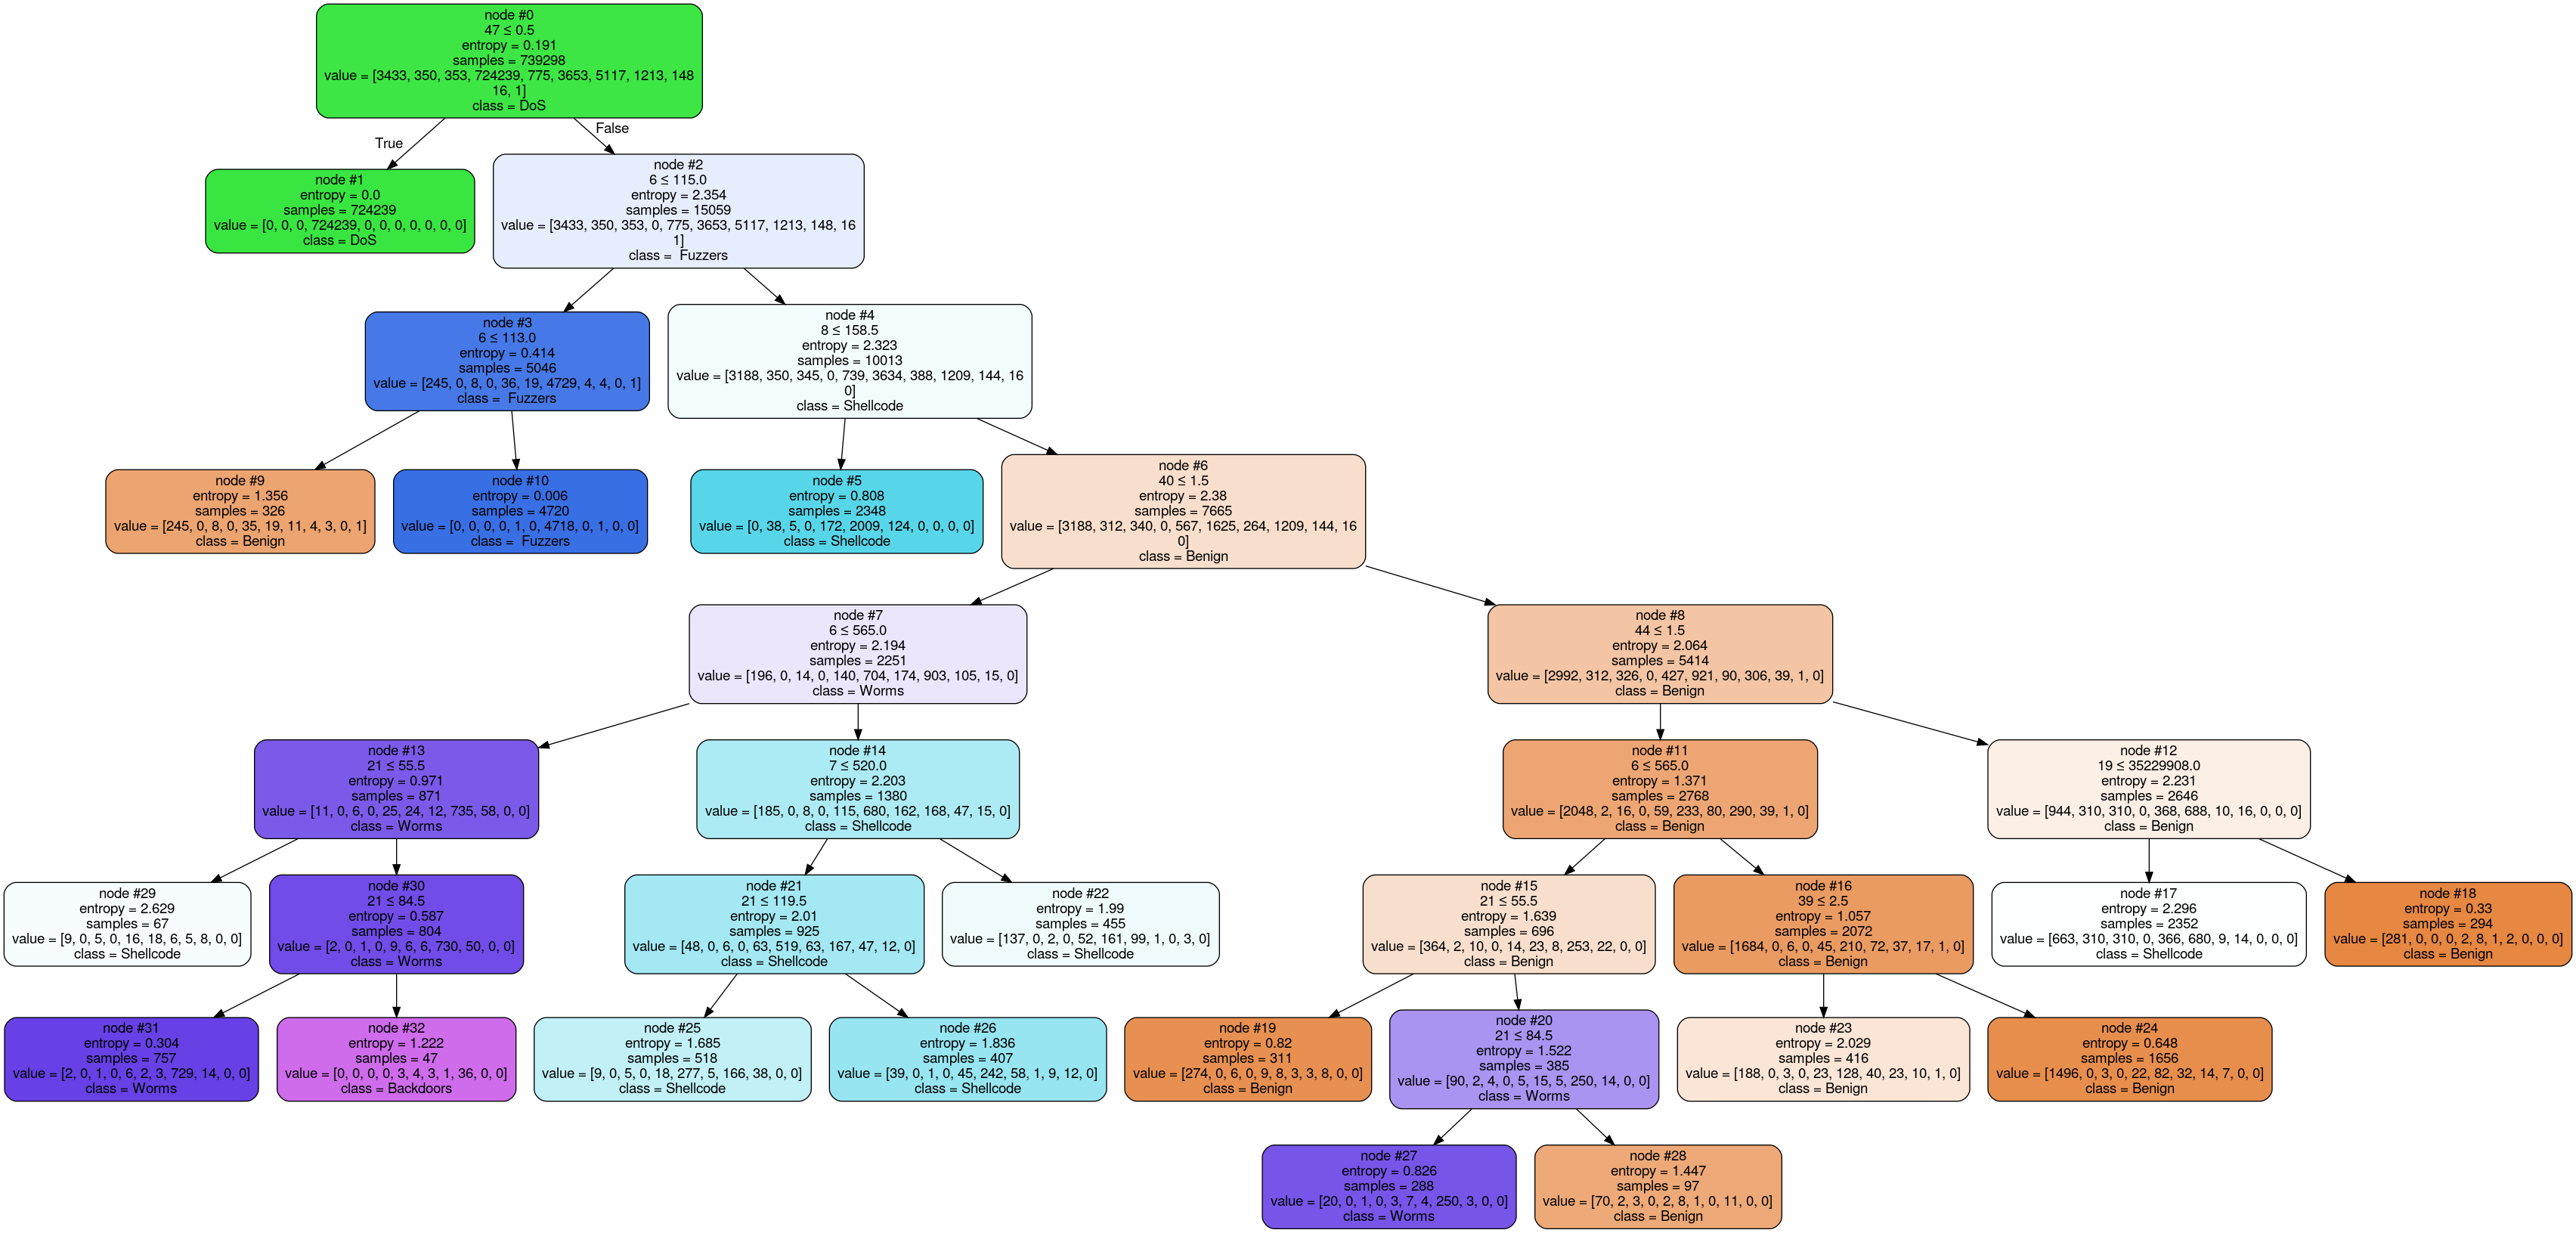 node #0
47 ≤ 0.5
entropy = 0.191
samples = 739298
value = [3433, 350, 353, 724239, 775, 3653, 5117, 1213, 148
16, 1]
class = DoS
True
False
node #1
entropy = 0.0
samples = 724239
value = [0, 0, 0, 724239, 0, 0, 0, 0, 0, 0, 0]
class = DoS
node #2
6 ≤ 115.0
entropy = 2.354
samples = 15059
value = [3433, 350, 353, 0, 775, 3653, 5117, 1213, 148, 16
1]
class =  Fuzzers
node #3
6 ≤ 113.0
entropy = 0.414
samples = 5046
value = [245, 0, 8, 0, 36, 19, 4729, 4, 4, 0, 1]
class =  Fuzzers
node #4
8 ≤ 158.5
entropy = 2.323
samples = 10013
value = [3188, 350, 345, 0, 739, 3634, 388, 1209, 144, 16
0]
class = Shellcode
node #9
entropy = 1.356
samples = 326
value = [245, 0, 8, 0, 35, 19, 11, 4, 3, 0, 1]
class = Benign
node #10
entropy = 0.006
samples = 4720
value = [0, 0, 0, 0, 1, 0, 4718, 0, 1, 0, 0]
class =  Fuzzers
node #5
entropy = 0.808
samples = 2348
value = [0, 38, 5, 0, 172, 2009, 124, 0, 0, 0, 0]
class = Shellcode
node #6
40 ≤ 1.5
entropy = 2.38
samples = 7665
value = [3188, 312, 340, 0, 567, 1625, 264, 1209, 144, 16
0]
class = Benign
node #7
6 ≤ 565.0
entropy = 2.194
samples = 2251
value = [196, 0, 14, 0, 140, 704, 174, 903, 105, 15, 0]
class = Worms
node #8
44 ≤ 1.5
entropy = 2.064
samples = 5414
value = [2992, 312, 326, 0, 427, 921, 90, 306, 39, 1, 0]
class = Benign
node #13
21 ≤ 55.5
entropy = 0.971
samples = 871
value = [11, 0, 6, 0, 25, 24, 12, 735, 58, 0, 0]
class = Worms
node #14
7 ≤ 520.0
entropy = 2.203
samples = 1380
value = [185, 0, 8, 0, 115, 680, 162, 168, 47, 15, 0]
class = Shellcode
node #11
6 ≤ 565.0
entropy = 1.371
samples = 2768
value = [2048, 2, 16, 0, 59, 233, 80, 290, 39, 1, 0]
class = Benign
node #12
19 ≤ 35229908.0
entropy = 2.231
samples = 2646
value = [944, 310, 310, 0, 368, 688, 10, 16, 0, 0, 0]
class = Benign
node #29
entropy = 2.629
samples = 67
value = [9, 0, 5, 0, 16, 18, 6, 5, 8, 0, 0]
class = Shellcode
node #30
21 ≤ 84.5
entropy = 0.587
samples = 804
value = [2, 0, 1, 0, 9, 6, 6, 730, 50, 0, 0]
class = Worms
node #21
21 ≤ 119.5
entropy = 2.01
samples = 925
value = [48, 0, 6, 0, 63, 519, 63, 167, 47, 12, 0]
class = Shellcode
node #22
entropy = 1.99
samples = 455
value = [137, 0, 2, 0, 52, 161, 99, 1, 0, 3, 0]
class = Shellcode
node #15
21 ≤ 55.5
entropy = 1.639
samples = 696
value = [364, 2, 10, 0, 14, 23, 8, 253, 22, 0, 0]
class = Benign
node #16
39 ≤ 2.5
entropy = 1.057
samples = 2072
value = [1684, 0, 6, 0, 45, 210, 72, 37, 17, 1, 0]
class = Benign
node #17
entropy = 2.296
samples = 2352
value = [663, 310, 310, 0, 366, 680, 9, 14, 0, 0, 0]
class = Shellcode
node #18
entropy = 0.33
samples = 294
value = [281, 0, 0, 0, 2, 8, 1, 2, 0, 0, 0]
class = Benign
node #31
entropy = 0.304
samples = 757
value = [2, 0, 1, 0, 6, 2, 3, 729, 14, 0, 0]
class = Worms
node #32
entropy = 1.222
samples = 47
value = [0, 0, 0, 0, 3, 4, 3, 1, 36, 0, 0]
class = Backdoors
node #25
entropy = 1.685
samples = 518
value = [9, 0, 5, 0, 18, 277, 5, 166, 38, 0, 0]
class = Shellcode
node #26
entropy = 1.836
samples = 407
value = [39, 0, 1, 0, 45, 242, 58, 1, 9, 12, 0]
class = Shellcode
node #19
entropy = 0.82
samples = 311
value = [274, 0, 6, 0, 9, 8, 3, 3, 8, 0, 0]
class = Benign
node #20
21 ≤ 84.5
entropy = 1.522
samples = 385
value = [90, 2, 4, 0, 5, 15, 5, 250, 14, 0, 0]
class = Worms
node #23
entropy = 2.029
samples = 416
value = [188, 0, 3, 0, 23, 128, 40, 23, 10, 1, 0]
class = Benign
node #24
entropy = 0.648
samples = 1656
value = [1496, 0, 3, 0, 22, 82, 32, 14, 7, 0, 0]
class = Benign
node #27
entropy = 0.826
samples = 288
value = [20, 0, 1, 0, 3, 7, 4, 250, 3, 0, 0]
class = Worms
node #28
entropy = 1.447
samples = 97
value = [70, 2, 3, 0, 2, 8, 1, 0, 11, 0, 0]
class = Benign